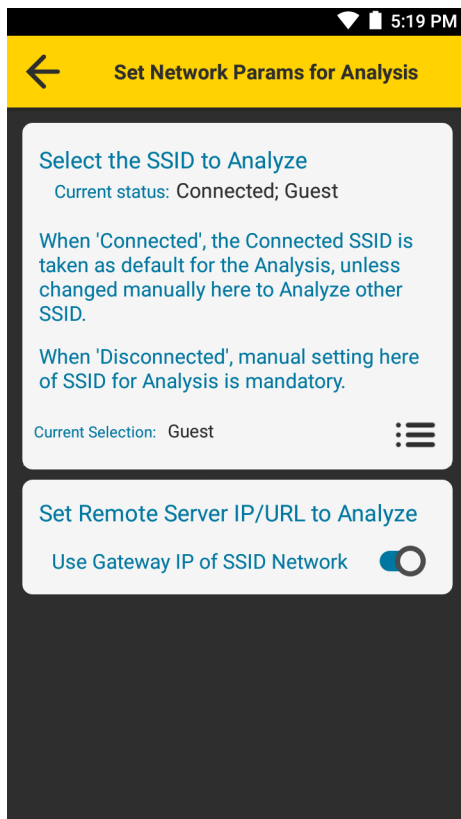 5:19 PM
Set Network Params for Analysis
Select the SSID to Analyze
Current status: Connected; Guest
When 'Connected', the Connected SSID is
taken as default for the Analysis, unless
changed manually here to Analyze other
SSID.
When 'Disconnected', manual setting here
of SSID for Analysis is mandatory.
Current Selection: Guest
Set Remote Server IP/URL to Analyze
Use Gateway IP of SSID Network